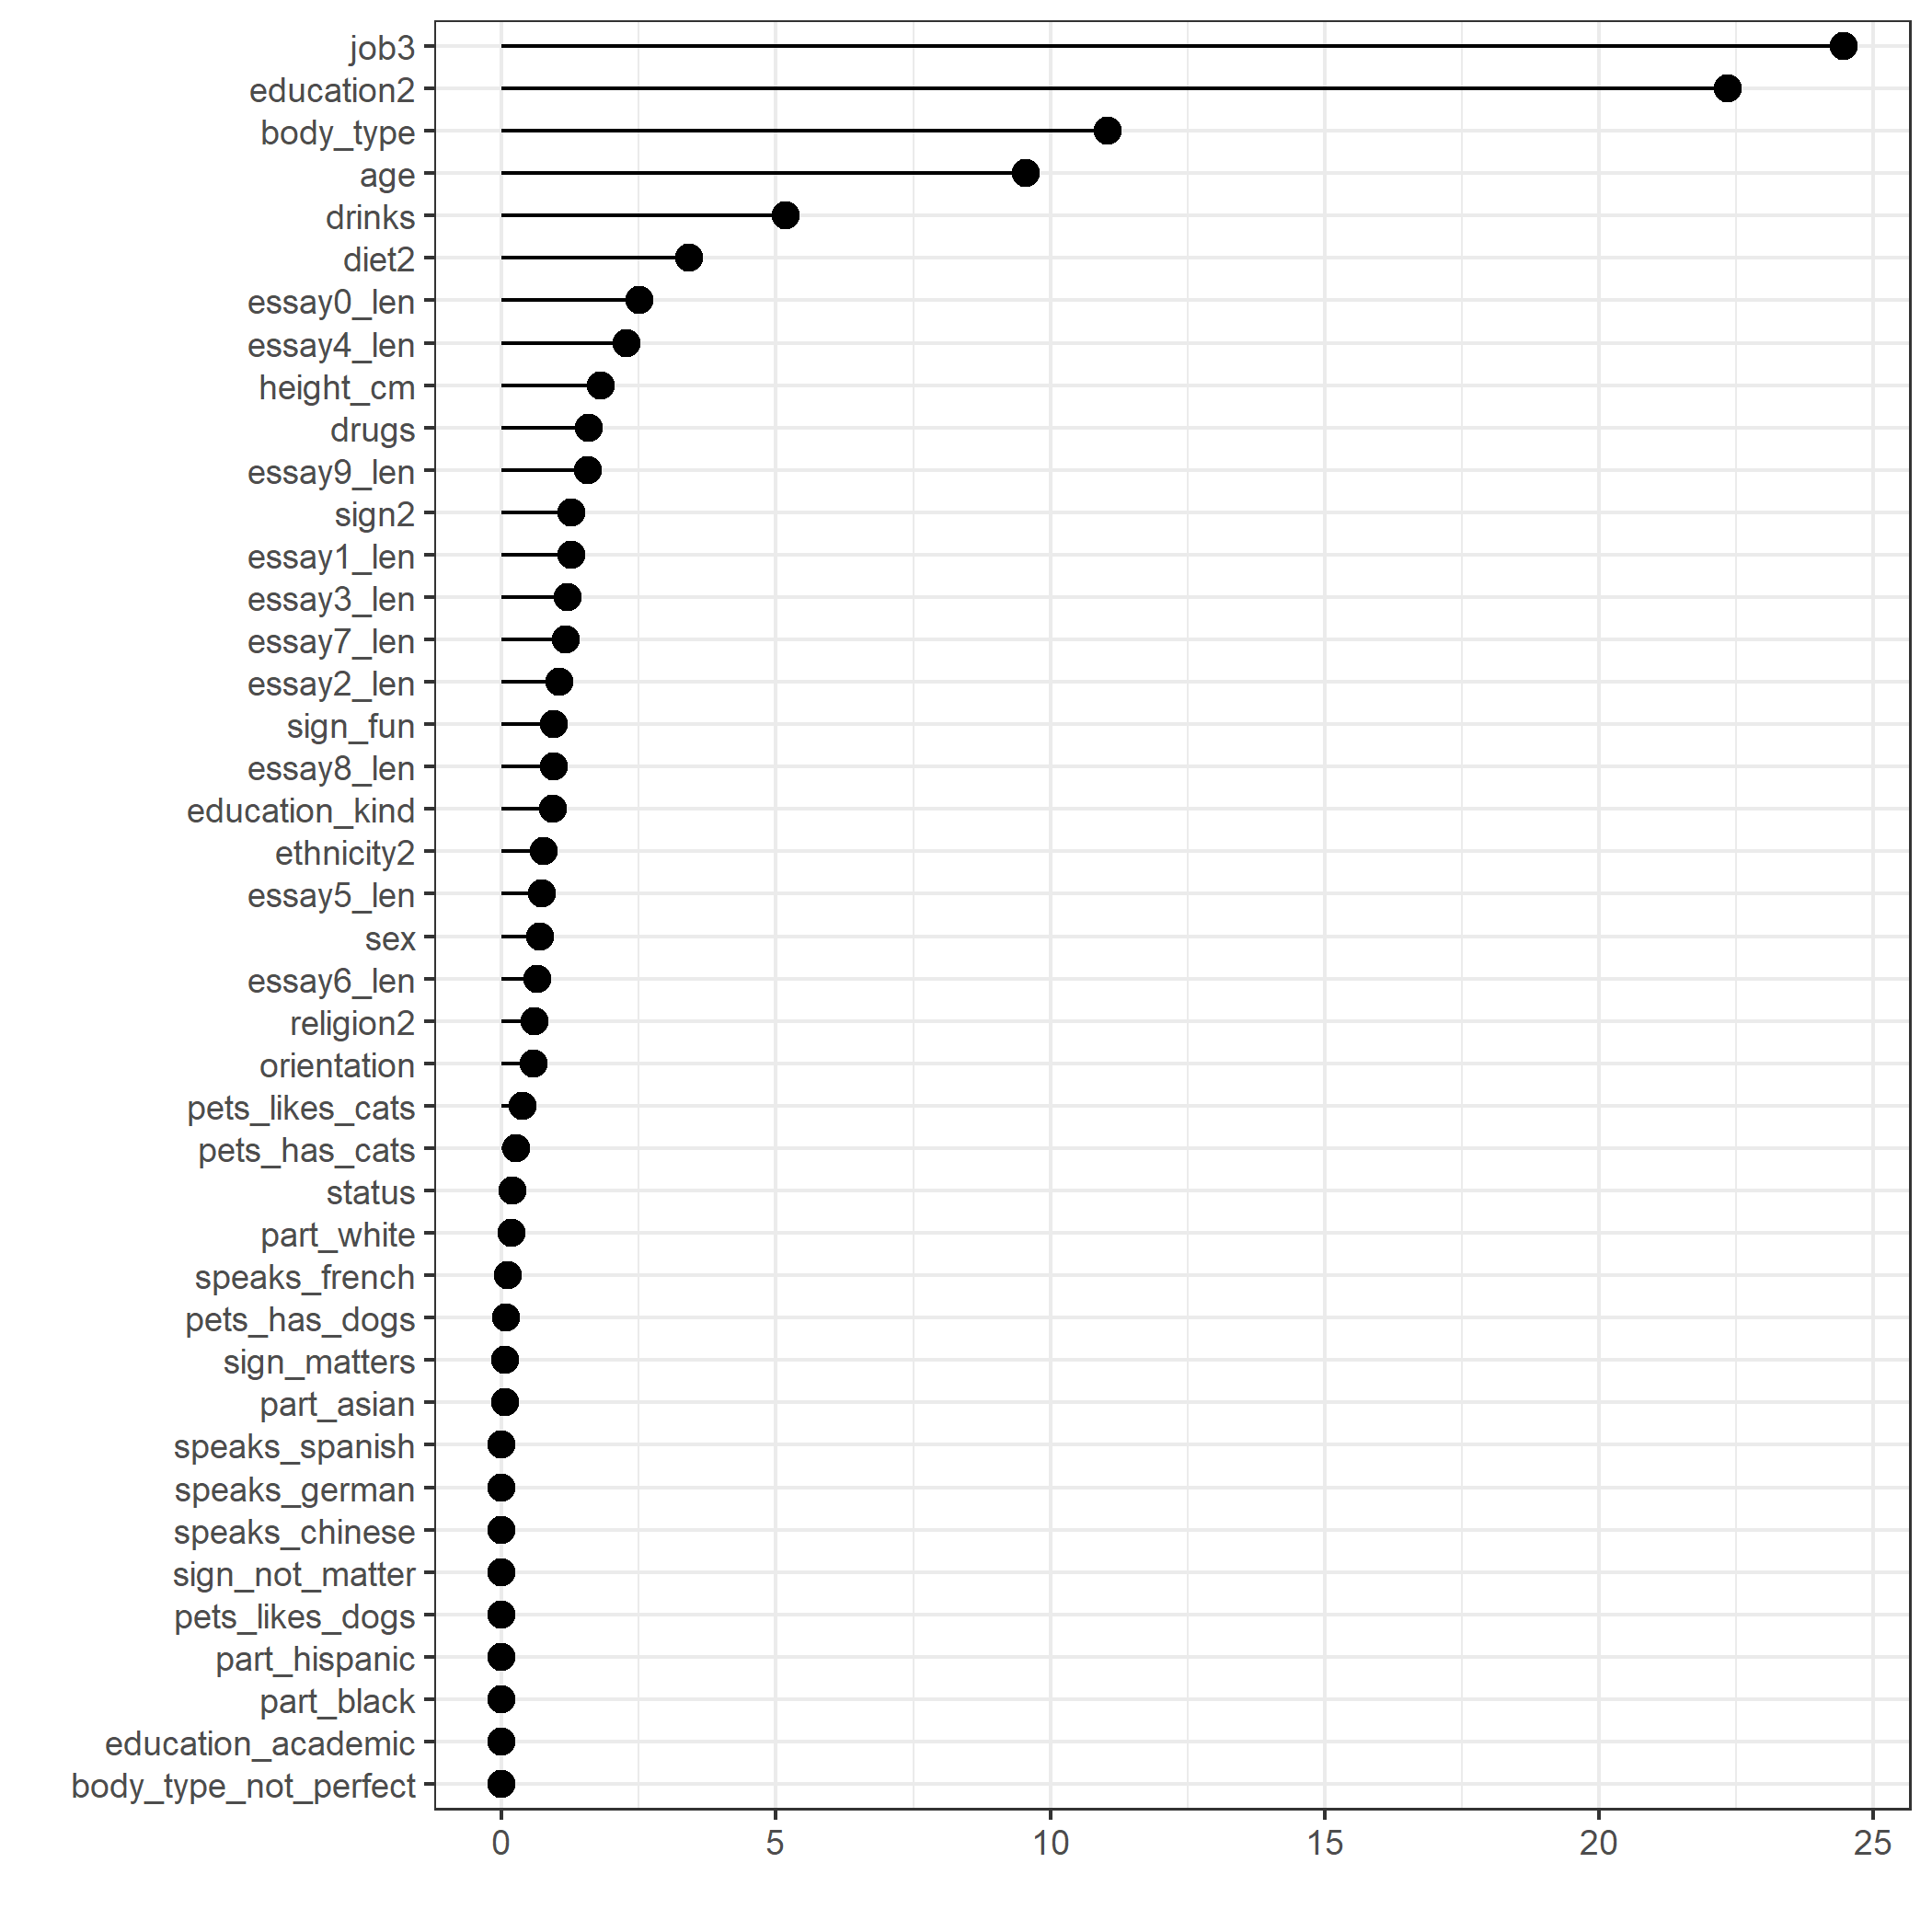 job3
education2
body_type
age
drinks
diet2
essay0_len
essay4_len
height_cm
drugs
essay9_len
sign2
essay1_len
essay3_len
essay7_len
essay2_len
sign_fun
essay8_len
education_kind
ethnicity2
essay5_len
sex
essay6_len
religion2
orientation
pets_likes_cats
pets_has_cats
status
part_white
speaks_french
pets_has_dogs
sign_matters
part_asian
speaks_spanish
speaks_german
speaks_chinese
sign_not_matter
pets_likes_dogs
part_hispanic
part_black
education_academic
body_type_not_perfect
0 5 10 15 20 25